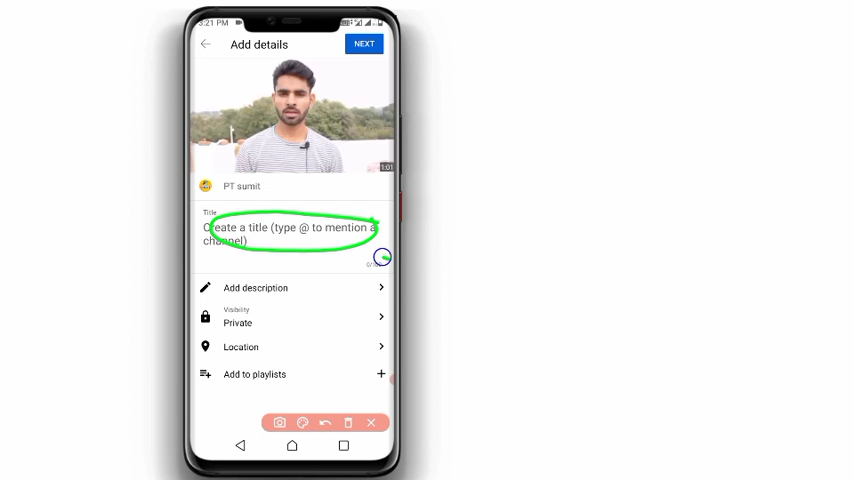 3:21 PM
Add details
NEXT
1:01
PT sumit
Title
Create a title (type @ to mention a
channel)
Add description
Visibility
Private
Location
Add to playlists